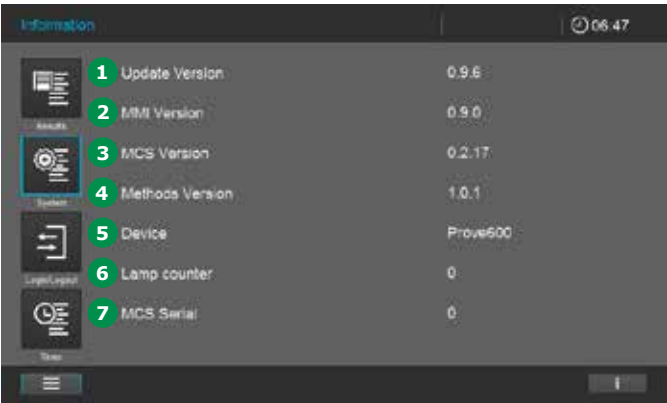 Information
06:47
1 Update Version 0.9.6
2 MMI Version 0.9.0
Results
3 MCS Version 0.2.17
4 Methods Version 1.0.1
System
5 Device Prove600
6 Lamp counter 0
Login/Logout
7 MCS Serial 0
Timer
i